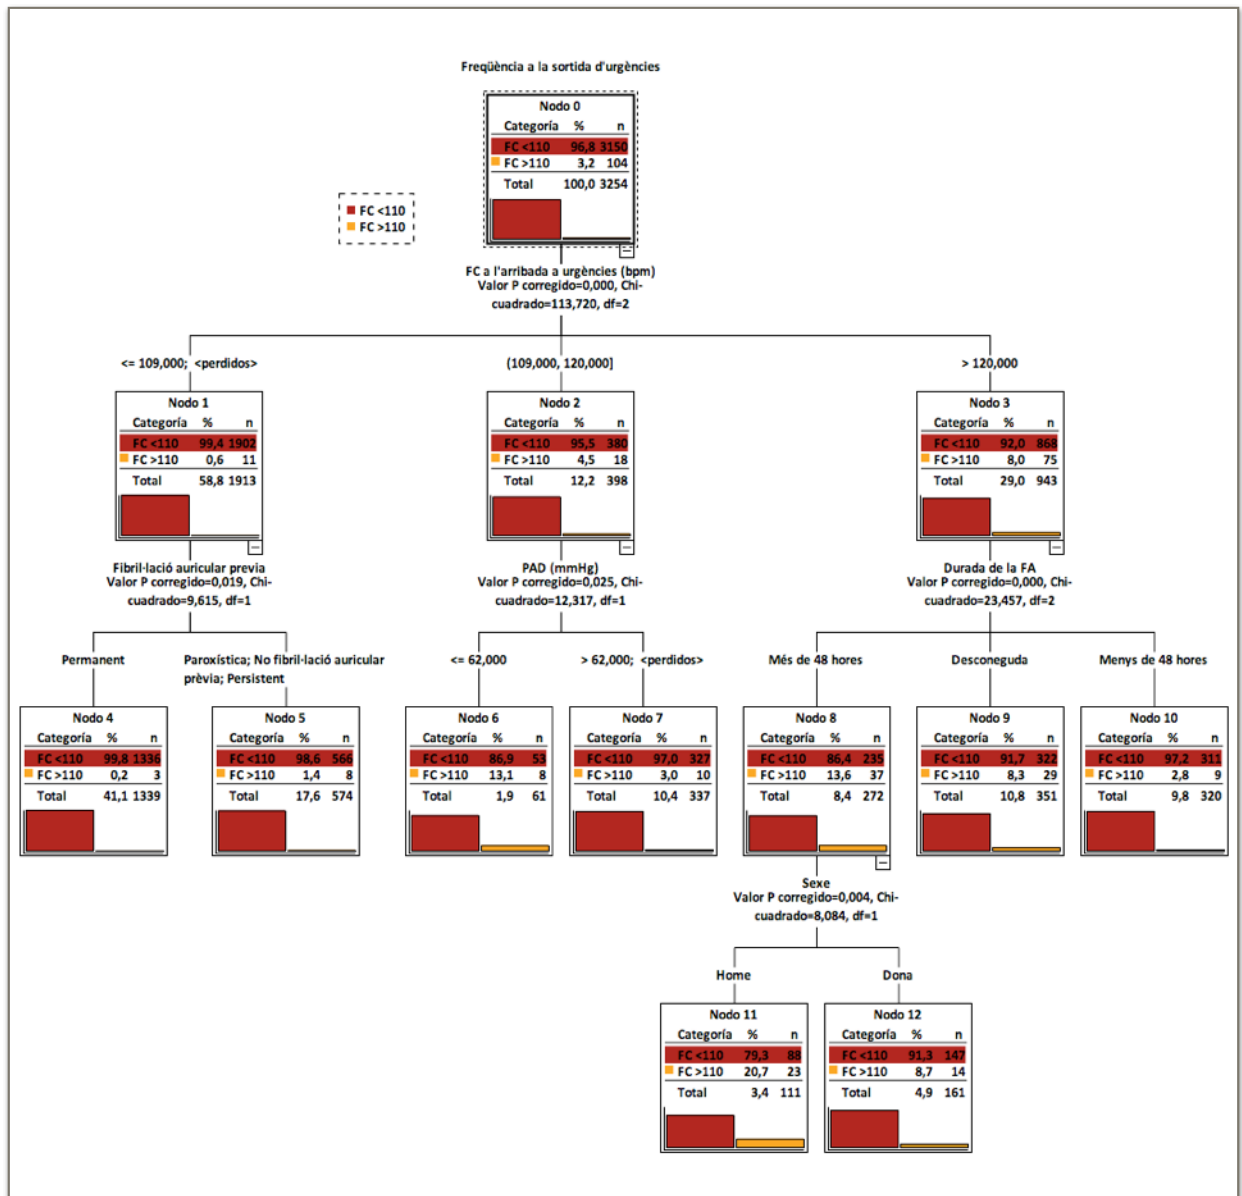 Freqüència a la sortida d'urgències
Nodo 0
Categoría % n
FC <110 96,8 3150
FC >110 3,2 104
Total 100,0 3254
FC <110
FC >110
FC a l'arribada a urgències (bpm)
Valor P corregido=0,000, Chi-
cuadrado=113,720, df=2
<= 109,000; <perdidos>
(109,000, 120,000]
> 120,000
Nodo 1
Categoría % n
FC <110 99,4 1902
FC >110 0,6 11
Total 58,8 1913
Nodo 2
Categoría % n
FC <110 95,5 380
FC >110 4,5 18
Total 12,2 398
Nodo 3
Categoría % n
FC <110 92,0 868
FC >110 8,0 75
Total 29,0 943
Fibril·lació auricular previa
Valor P corregido=0,019, Chi-
cuadrado=9,615, df=1
PAD (mmHg)
Valor P corregido=0,025, Chi-
cuadrado=12,317, df=1
Durada de la FA
Valor P corregido=0,000, Chi-
cuadrado=23,457, df=2
Permanent
Paroxística; No fibril·lació auricular
prèvia; Persistent
<= 62,000
> 62,000; <perdidos>
Més de 48 hores
Desconeguda
Menys de 48 hores
Nodo 4
Categoría % n
FC <110 99,8 1336
FC >110 0,2 3
Total 41,1 1339
Nodo 5
Categoría % n
FC <110 98,6 566
FC >110 1,4 8
Total 17,6 574
Nodo 6
Categoría % n
FC <110 86,9 53
FC >110 13,1 8
Total 1,9 61
Nodo 7
Categoría % n
FC <110 97,0 327
FC >110 3,0 10
Total 10,4 337
Nodo 8
Categoría % n
FC <110 86,4 235
FC >110 13,6 37
Total 8,4 272
Nodo 9
Categoría % n
FC <110 91,7 322
FC >110 8,3 29
Total 10,8 351
Nodo 10
Categoría % n
FC <110 97,2 311
FC >110 2,8 9
Total 9,8 320
Sexe
Valor P corregido=0,004, Chi-
cuadrado=8,084, df=1
Home
Dona
Nodo 11
Categoría % n
FC <110 79,3 88
FC >110 20,7 23
Total 3,4 111
Nodo 12
Categoría % n
FC <110 91,3 147
FC >110 8,7 14
Total 4,9 161